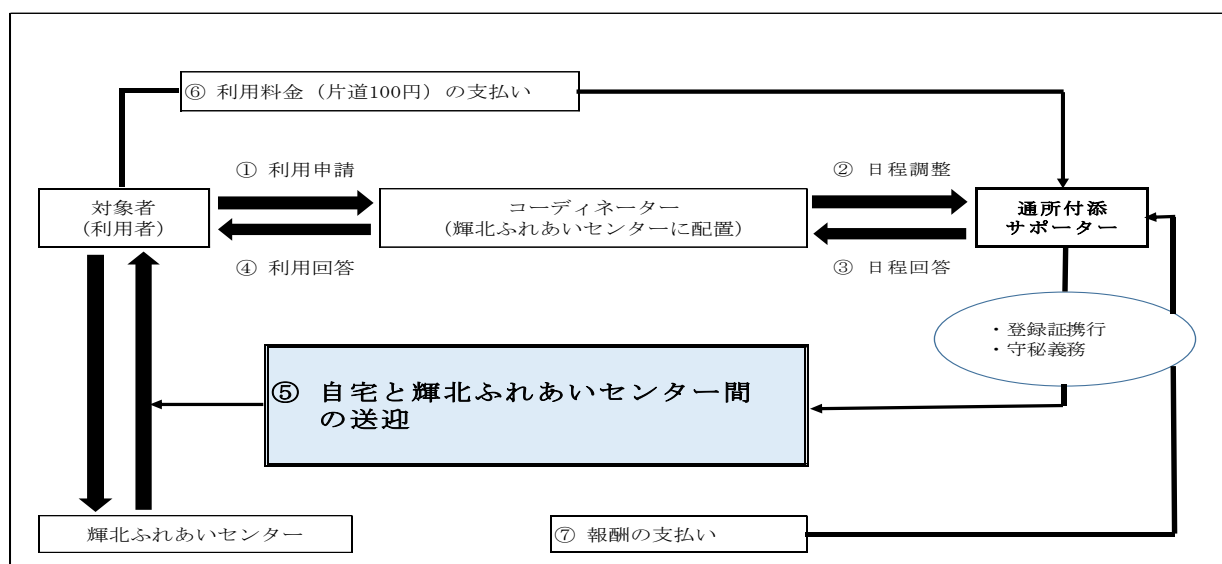 ⑥ 利用料金（片道100円）の支払い
① 利用申請
② 日程調整
対象者
（利用者）
コーディネーター
（輝北ふれあいセンターに配置）
通所付添
サポーター
④ 利用回答
③ 日程回答
・登録証携行
・守秘義務
⑤ 自宅と輝北ふれあいセンター間
の送迎
輝北ふれあいセンター
⑦ 報酬の支払い